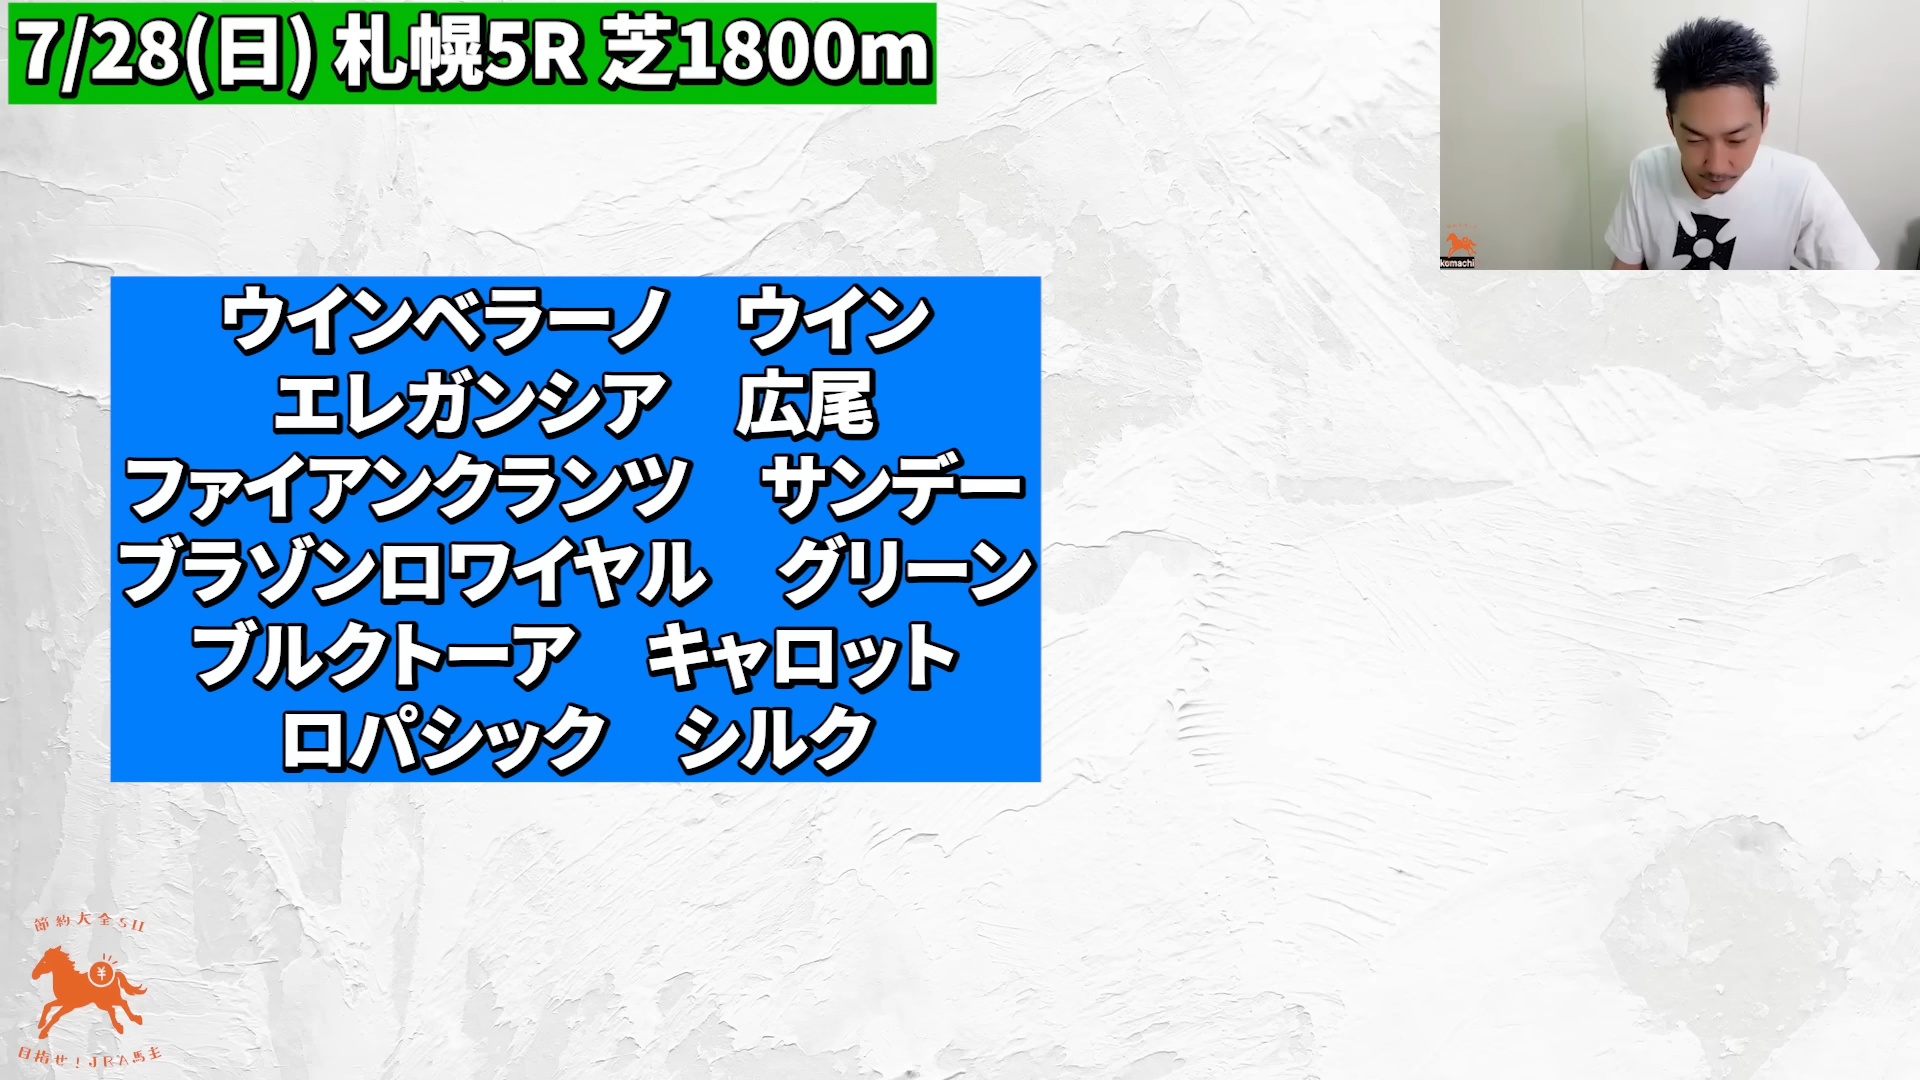 7/28(日) 札幌5R 芝1800m
komachi
ウインベラーノ　ウイン
エレガンシア　広尾
ファイアンクランツ　サンデー
ブラゾンロワイヤル　グリーン
ブルクトーア　キャロット
ロパシック　シルク
節約大全SII
¥
目指せ!JRA馬主